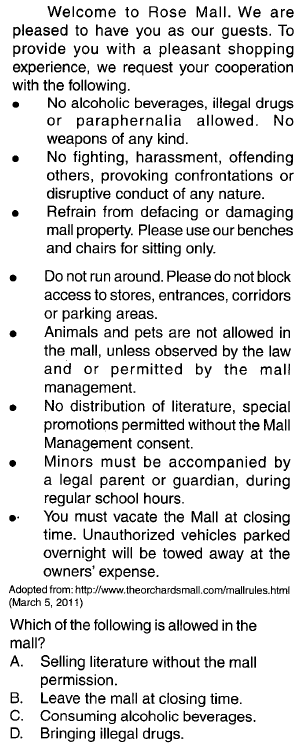 Welcome to Rose Mall. We are
pleased to have you as our guests. To
provide you with a pleasant shopping
experience, we request your cooperation
with the following.
● No alcoholic beverages, illegal drugs
or paraphernalia allowed. No
weapons of any kind.
● No fighting, harassment, offending
others, provoking confrontations or
disruptive conduct of any nature.
● Refrain from defacing or damaging
mall property. Please use our benches
and chairs for sitting only.
● Do not run around. Please do not block
access to stores, entrances, corridors
or parking areas.
● Animals and pets are not allowed in
the mall, unless observed by the law
and or permitted by the mall
management.
● No distribution of literature, special
promotions permitted without the Mall
Management consent.
● Minors must be accompanied by
a legal parent or guardian, during
regular school hours.
● You must vacate the Mall at closing
time. Unauthorized vehicles parked
overnight will be towed away at the
owners' expense.
Adopted from: http://www.theorchardsmall.com/mallrules.html
(March 5, 2011)
Which of the following is allowed in the
mall?
A. Selling literature without the mall
permission.
B. Leave the mall at closing time.
C. Consuming alcoholic beverages.
D. Bringing illegal drugs.